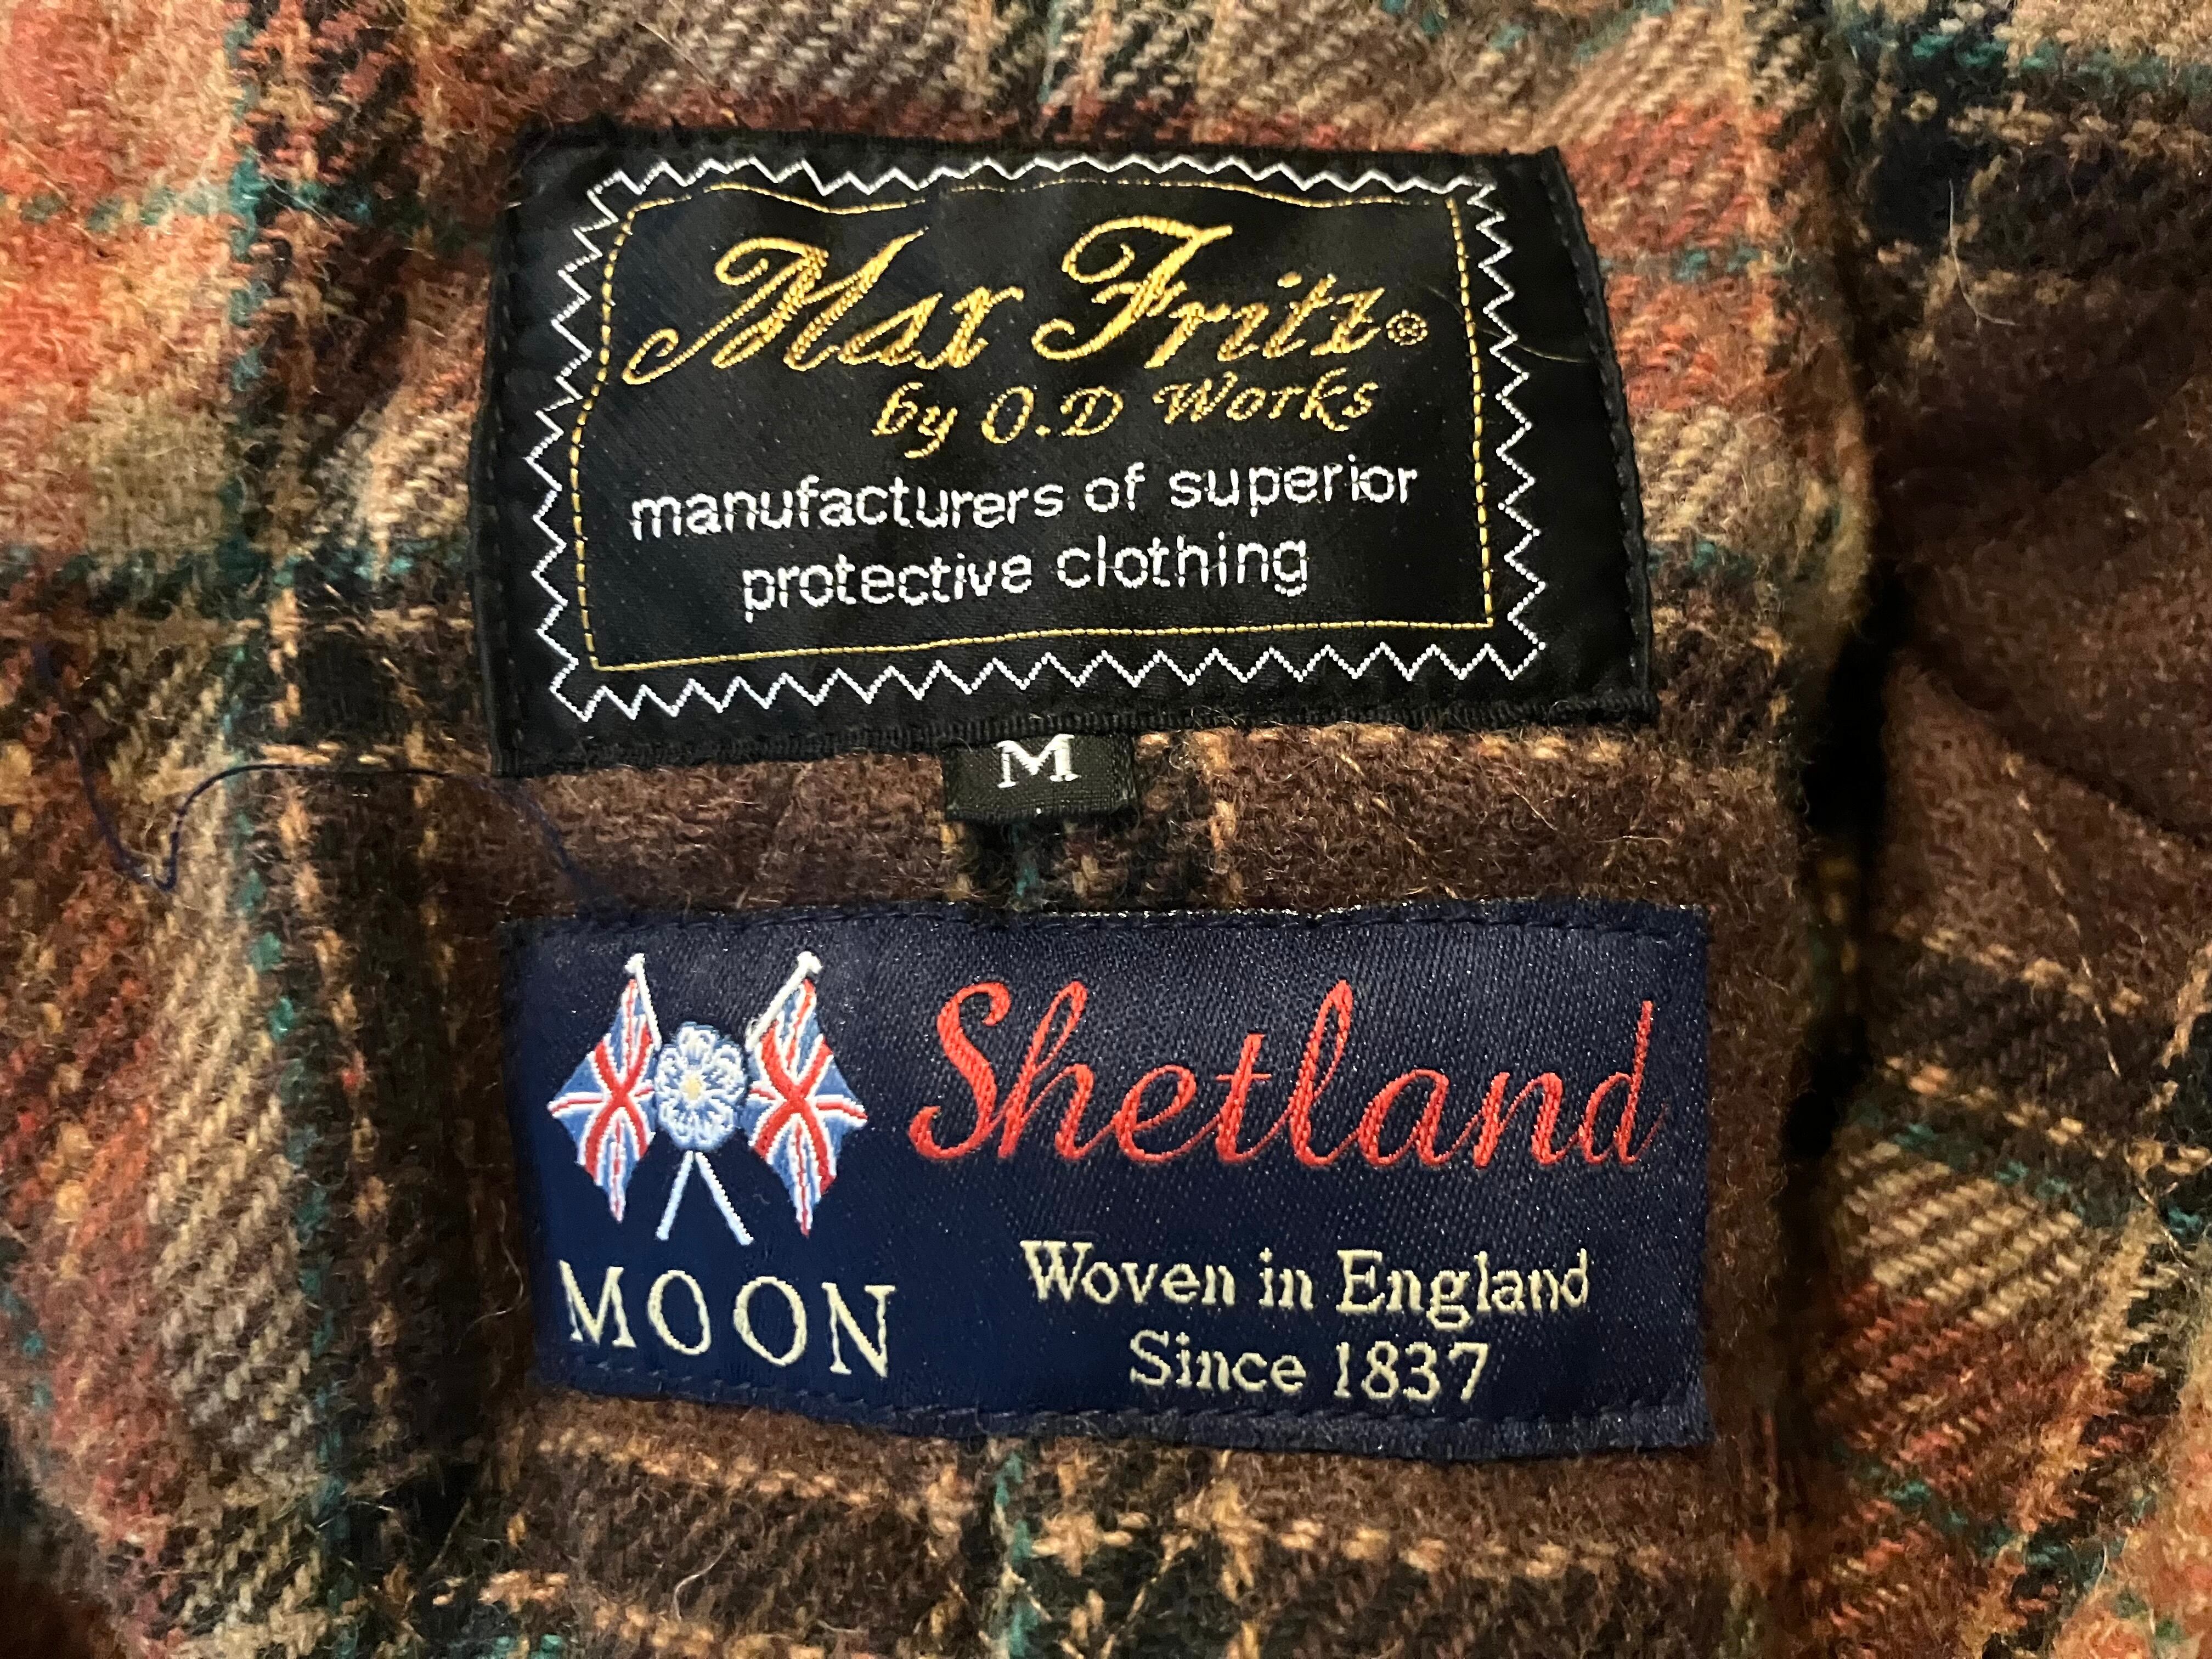 Max Fritz®
by O.D Works
manufacturers of superior
protective clothing
M
Shetland
MOON
Woven in England
Since 1837